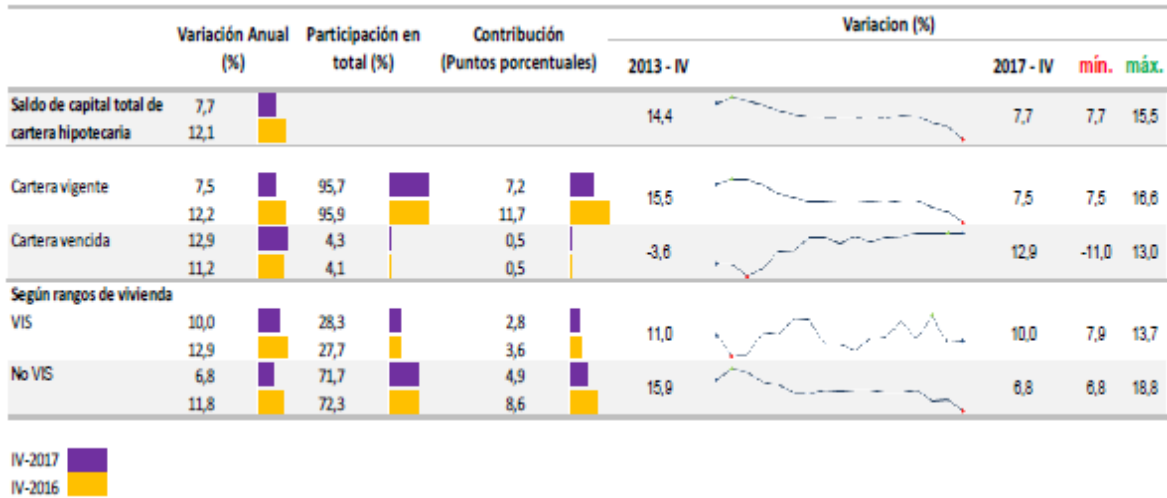 Variación Anual (%) Participación en total (%) Contribución (Puntos porcentuales) Variacion (%)
2013 - IV 2017 - IV mín. máx.
Saldo de capital total de cartera hipotecaria
7,7
12,1
14,4 7,7 7,7 15,5
Cartera vigente 7,5 95,7 7,2
12,2 95,9 11,7
15,5 7,5 7,5 16,6
Cartera vencida 12,9 4,3 0,5
11,2 4,1 0,5
-3,6 12,9 -11,0 13,0
Según rangos de vivienda
VIS 10,0 28,3 2,8
12,9 27,7 3,6
11,0 10,0 7,9 13,7
No VIS 6,8 71,7 4,9
11,8 72,3 8,6
15,9 6,8 6,8 18,8
IV-2017
IV-2016